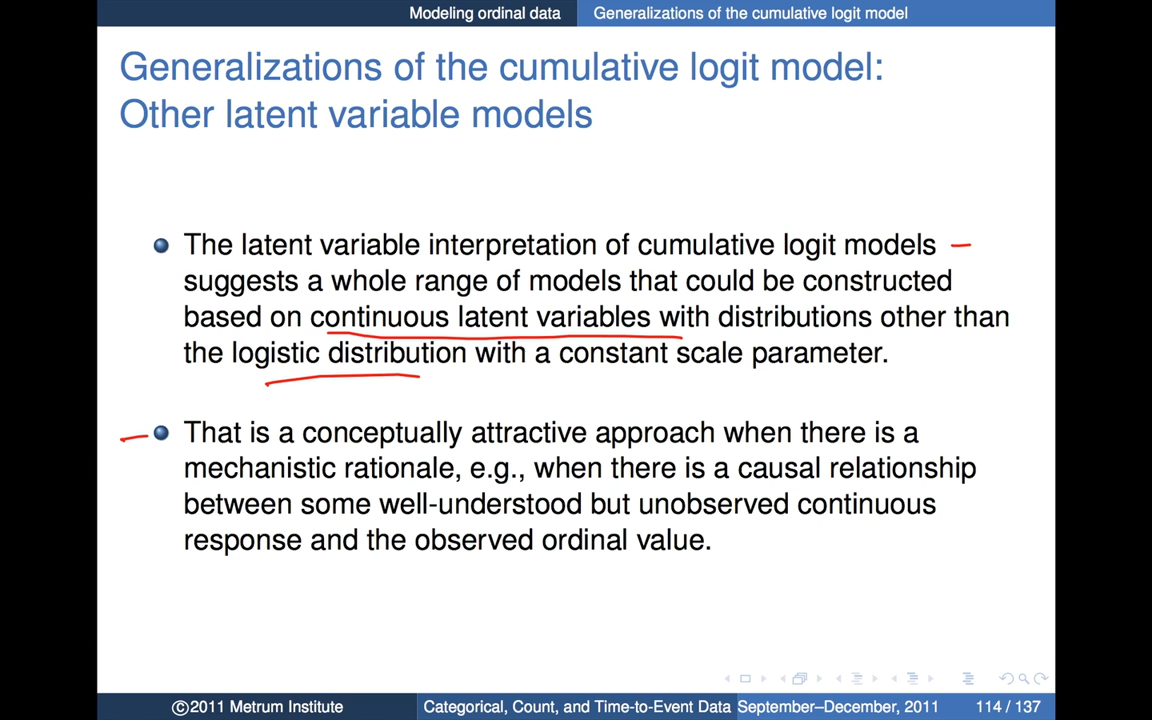 Modeling ordinal data Generalizations of the cumulative logit model
Generalizations of the cumulative logit model:
Other latent variable models
The latent variable interpretation of cumulative logit models
suggests a whole range of models that could be constructed
based on continuous latent variables with distributions other than
the logistic distribution with a constant scale parameter.
That is a conceptually attractive approach when there is a
mechanistic rationale, e.g., when there is a causal relationship
between some well-understood but unobserved continuous
response and the observed ordinal value.
©2011 Metrum Institute Categorical, Count, and Time-to-Event Data September–December, 2011 114 / 137